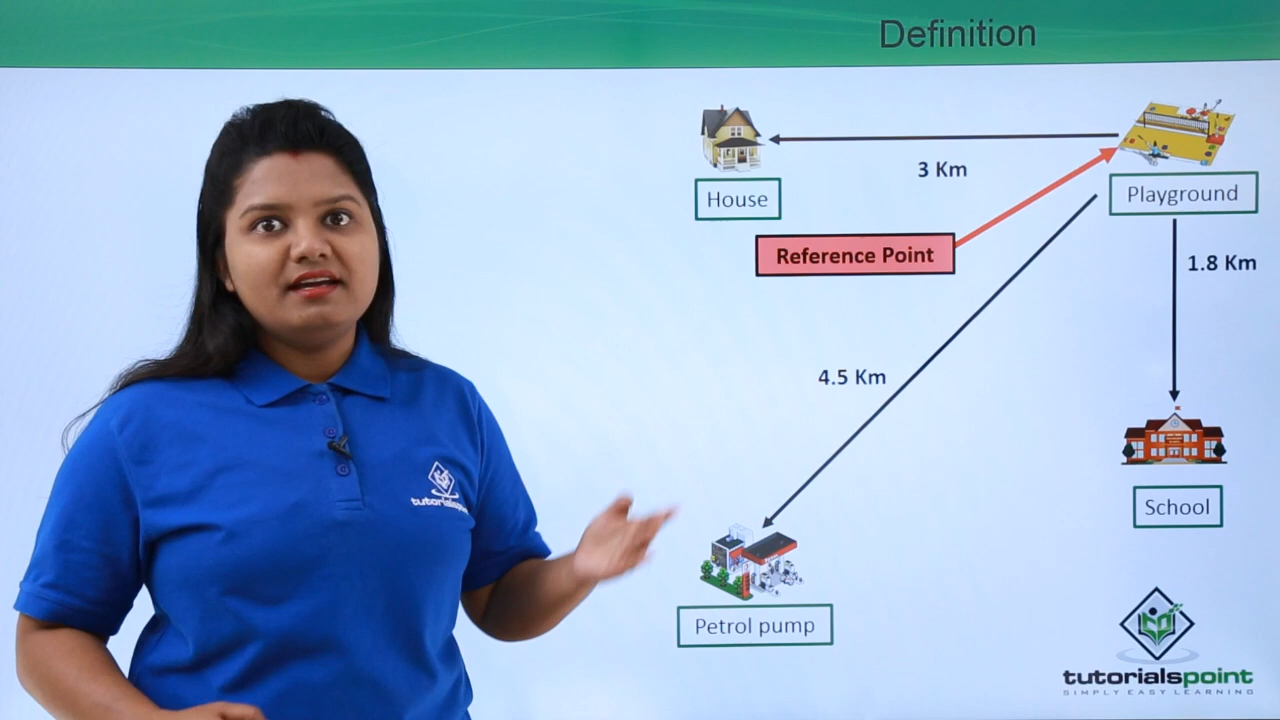 Definition
House
3 Km
Playground
Reference Point
1.8 Km
4.5 Km
School
Petrol pump
tutorialspoint
SIMPLY EASY LEARNING
tutorialspo